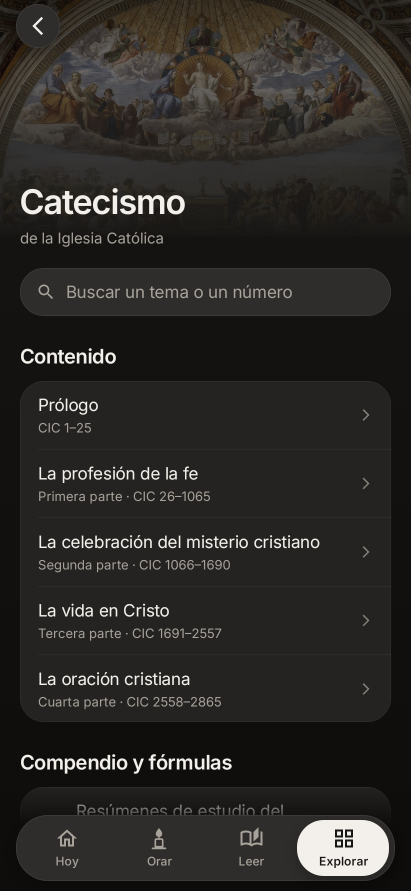 Catecismo
de la Iglesia Católica
Buscar un tema o un número
Contenido
Prólogo
CIC 1–25
La profesión de la fe
Primera parte · CIC 26–1065
La celebración del misterio cristiano
Segunda parte · CIC 1066–1690
La vida en Cristo
Tercera parte · CIC 1691–2557
La oración cristiana
Cuarta parte · CIC 2558–2865
Compendio y fórmulas
Resúmenes de estudio del
Hoy
Orar
Leer
Explorar